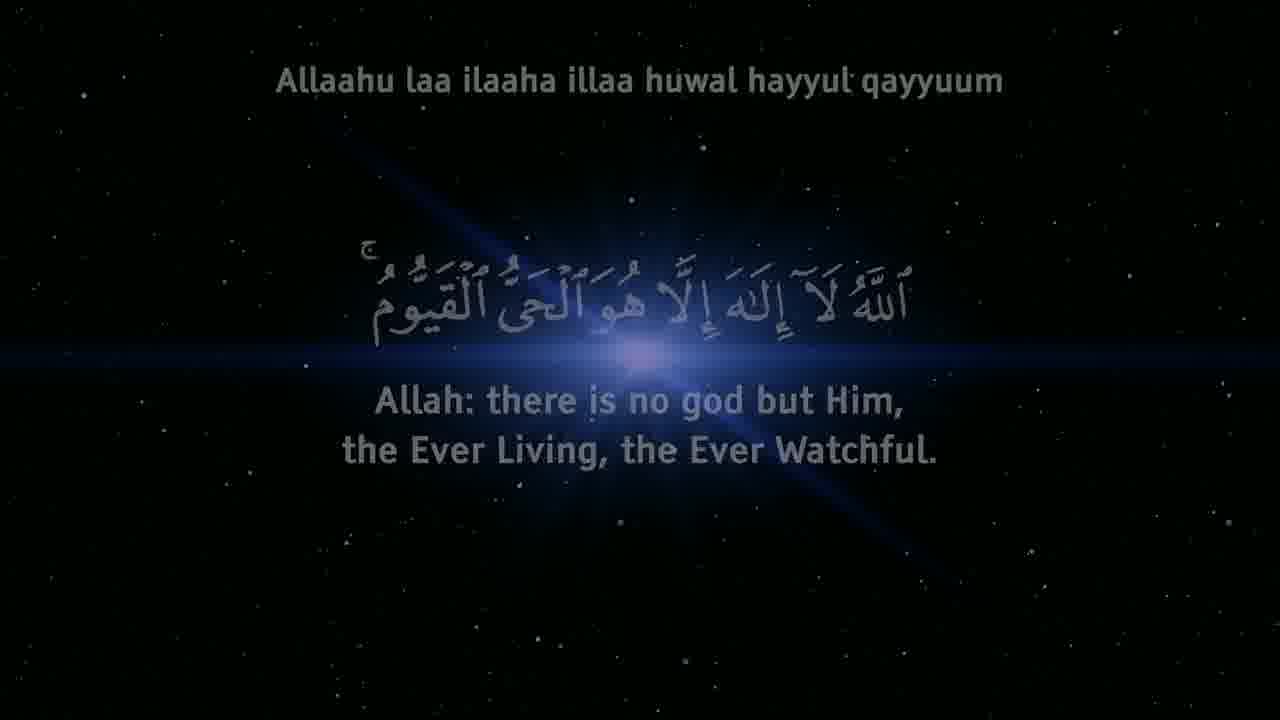 Allaahu laa ilaaha illaa huwal hayyul qayyuum
ٱللَّهُ لَآ إِلَـٰهَ إِلَّا هُوَ ٱلْحَىُّ ٱلْقَيُّومُ ۚ
Allah: there is no god but Him,
the Ever Living, the Ever Watchful.